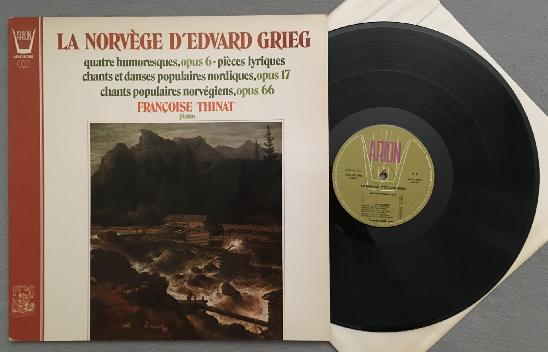 ARION
LA NORVÈGE D'EDVARD GRIEG
quatre humoresques, opus 6 - pièces lyriques
chants et danses populaires nordiques, opus 17
chants populaires norvégiens, opus 66
FRANÇOISE THINAT
piano
ARION